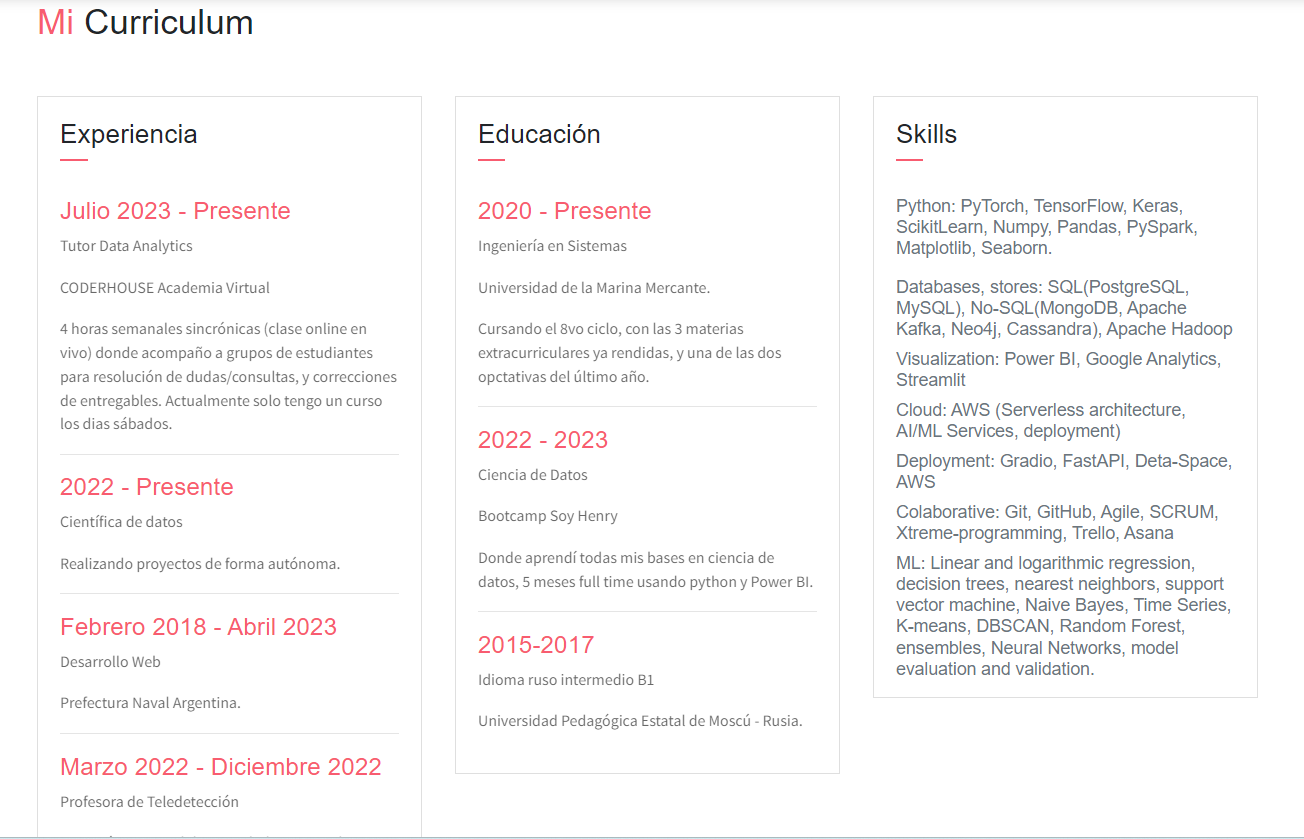 Mi Curriculum
Experiencia
Julio 2023 - Presente
Tutor Data Analytics
CODERHOUSE Academia Virtual
4 horas semanales sincrónicas (clase online en
vivo) donde acompaño a grupos de estudiantes
para resolución de dudas/consultas, y correcciones
de entregables. Actualmente solo tengo un curso
los dias sábados.
2022 - Presente
Científica de datos
Realizando proyectos de forma autónoma.
Febrero 2018 - Abril 2023
Desarrollo Web
Prefectura Naval Argentina.
Marzo 2022 - Diciembre 2022
Profesora de Teledetección
Educación
2020 - Presente
Ingeniería en Sistemas
Universidad de la Marina Mercante.
Cursando el 8vo ciclo, con las 3 materias
extracurriculares ya rendidas, y una de las dos
opctativas del último año.
2022 - 2023
Ciencia de Datos
Bootcamp Soy Henry
Donde aprendí todas mis bases en ciencia de
datos, 5 meses full time usando python y Power BI.
2015-2017
Idioma ruso intermedio B1
Universidad Pedagógica Estatal de Moscú - Rusia.
Skills
Python: PyTorch, TensorFlow, Keras,
ScikitLearn, Numpy, Pandas, PySpark,
Matplotlib, Seaborn.
Databases, stores: SQL(PostgreSQL,
MySQL), No-SQL(MongoDB, Apache
Kafka, Neo4j, Cassandra), Apache Hadoop
Visualization: Power BI, Google Analytics,
Streamlit
Cloud: AWS (Serverless architecture,
AI/ML Services, deployment)
Deployment: Gradio, FastAPI, Deta-Space,
AWS
Colaborative: Git, GitHub, Agile, SCRUM,
Xtreme-programming, Trello, Asana
ML: Linear and logarithmic regression,
decision trees, nearest neighbors, support
vector machine, Naive Bayes, Time Series,
K-means, DBSCAN, Random Forest,
ensembles, Neural Networks, model
evaluation and validation.